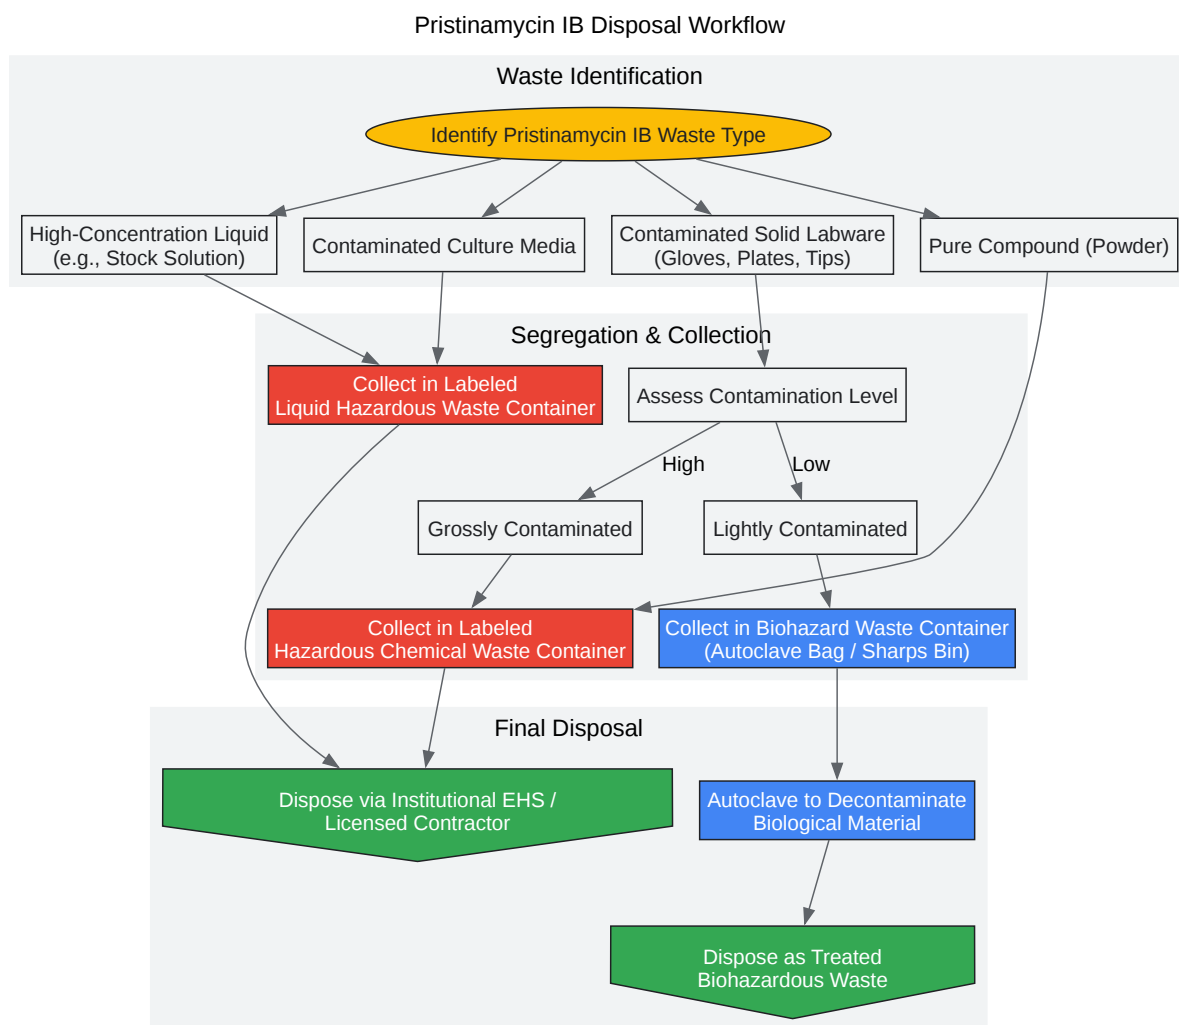 Pristinamycin IB Disposal Workflow
Waste Identification
Identify Pristinamycin IB Waste Type
High-Concentration Liquid
(e.g., Stock Solution)
Contaminated Culture Media
Contaminated Solid Labware
(Gloves, Plates, Tips)
Pure Compound (Powder)
Segregation & Collection
Collect in Labeled
Liquid Hazardous Waste Container
Assess Contamination Level
High
Low
Grossly Contaminated
Lightly Contaminated
Collect in Labeled
Hazardous Chemical Waste Container
Collect in Biohazard Waste Container
(Autoclave Bag / Sharps Bin)
Final Disposal
Dispose via Institutional EHS /
Licensed Contractor
Autoclave to Decontaminate
Biological Material
Dispose as Treated
Biohazardous Waste